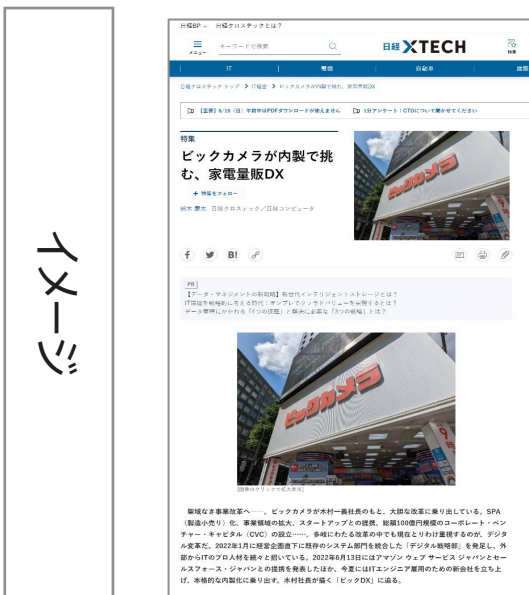 イメージ
日経BP 日経クロステックとは？
メニュー
キーワードで検索
日経 XTECH
特集
IT
電機
自動車
建築
日経クロステック トップ > IT経営 > ビックカメラが内製で挑む、家電量販DX
【重要】6/19（日）午前中はPDFダウンロードが使えません
1分アンケート：CTOについて聞かせてください
特集
ビックカメラが内製で挑
む、家電量販DX
+ 特集をフォロー
鈴木 慶太 日経クロステック／日経コンピュータ
ビックカメラ
B!
PR
【データ・マネジメントの新戦略】新世代インテリジェントストレージとは？
IT環境を戦略的に考える時代：オンプレでクラウドバリューを実現するとは？
データ管理にかかわる「4つの課題」と解決に必要な「3つの戦略」とは？
ビックカメラ
[画像のクリックで拡大表示]
聖域なき事業改革へ――。ビックカメラが木村一義社長のもと、大胆な改革に乗り出している。SPA
（製造小売り）化、事業領域の拡大、スタートアップとの提携、総額100億円規模のコーポレート・ベン
チャー・キャピタル（CVC）の設立……。多岐にわたる改革の中でも現在とりわけ重視するのが、デジタ
ル変革だ。2022年1月に経営企画直下に既存のシステム部門を統合した「デジタル戦略部」を発足し、外
部からITのプロ人材を続々と招いている。2022年6月13日にはアマゾン ウェブ サービス ジャパンとセー
ルスフォース・ジャパンとの提携を発表したほか、今夏にはITエンジニア雇用のための新会社を立ち上
げ、本格的な内製化に乗り出す。木村社長が描く「ビックDX」に迫る。